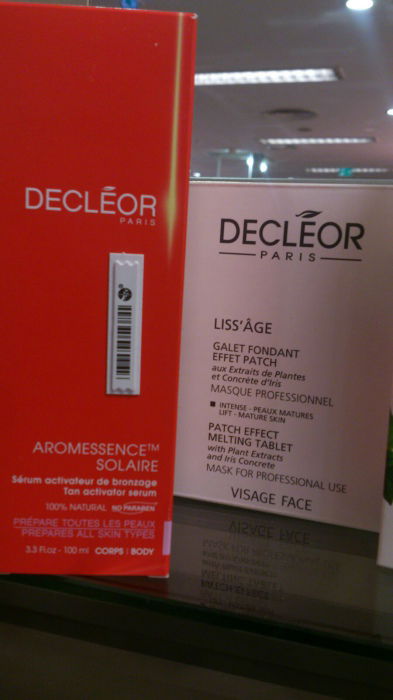 DECLÉOR
PARIS
AROMESSENCE™
SOLAIRE
Sérum activateur de bronzage
Tan activator serum
100% NATURAL NO PARABEN
PRÉPARE TOUTES LES PEAUX
PREPARES ALL SKIN TYPES
3.3 Fl.oz - 100 ml CORPS | BODY
DECLÉOR
PARIS
LISS'ÂGE
GALET FONDANT
EFFET PATCH
aux Extraits de Plantes
et Concrète d'Iris
MASQUE PROFESSIONNEL
INTENSE - PEAUX MATURES
LIFT - MATURE SKIN
PATCH EFFECT
MELTING TABLET
with Plant Extracts
and Iris Concrete
MASK FOR PROFESSIONAL USE
VISAGE FACE